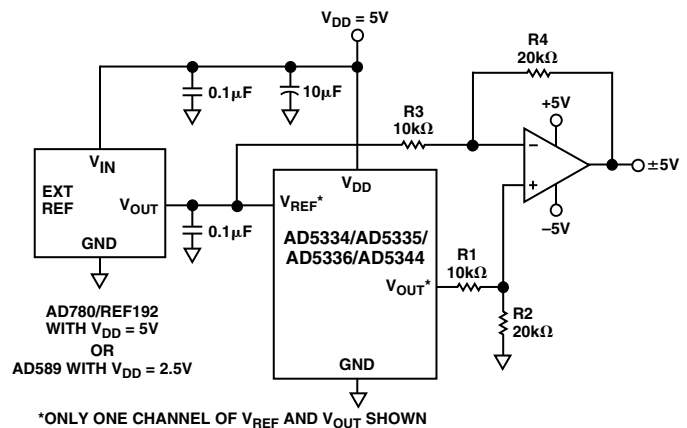 V_DD = 5V
R4
20kΩ
0.1µF
10µF
R3
10kΩ
+5V
V_IN
EXT
REF
V_OUT
GND
0.1µF
V_DD
V_REF*
AD5334/AD5335/
AD5336/AD5344
V_OUT*
GND
−
+
±5V
−5V
R1
10kΩ
R2
20kΩ
AD780/REF192
WITH V_DD = 5V
OR
AD589 WITH V_DD = 2.5V
*ONLY ONE CHANNEL OF V_REF AND V_OUT SHOWN